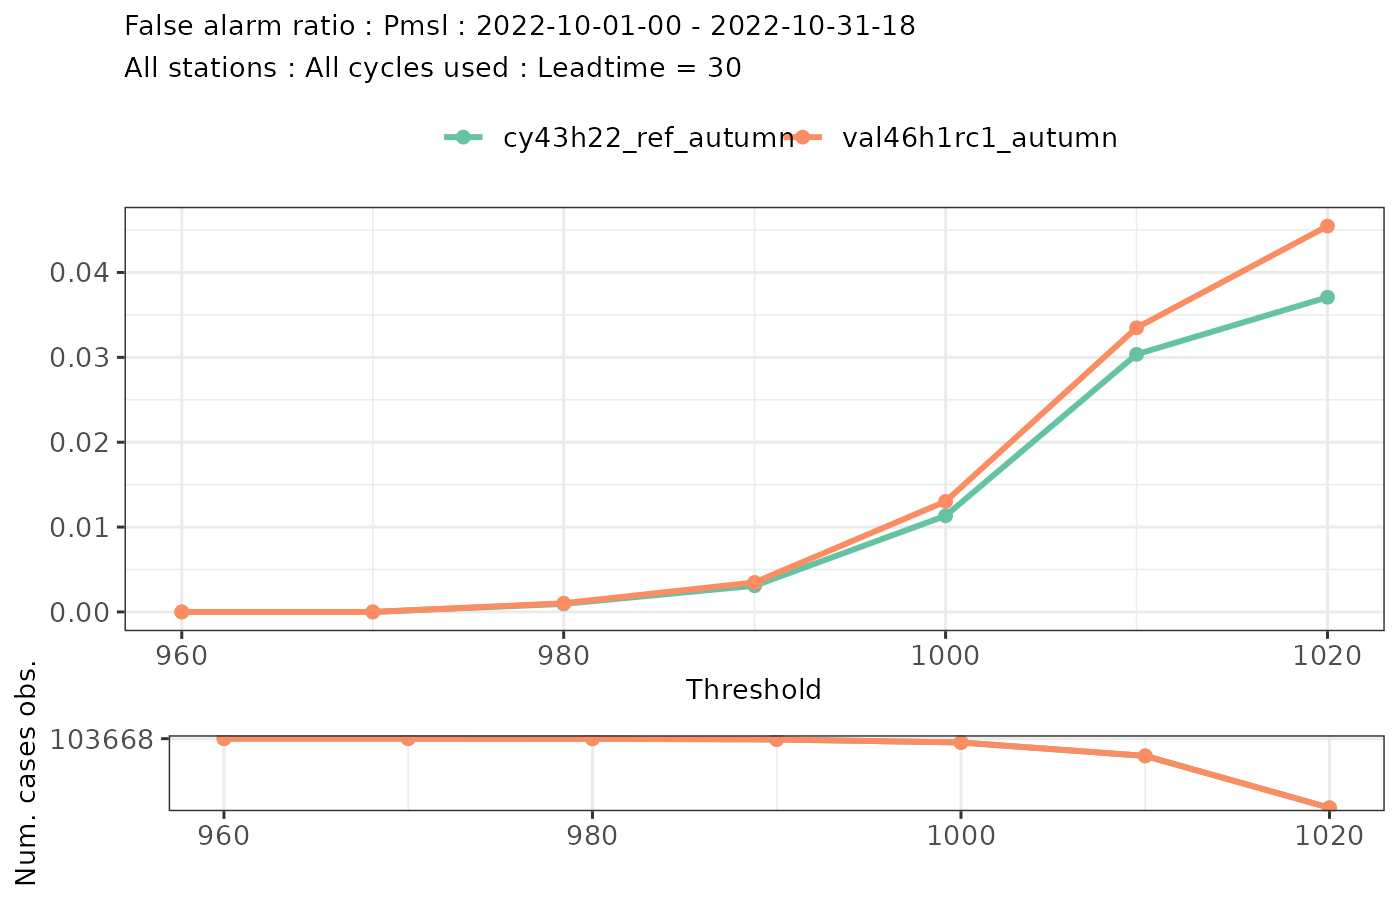 False alarm ratio : Pmsl : 2022-10-01-00 - 2022-10-31-18
All stations : All cycles used : Leadtime = 30
cy43h22_ref_autumn val46h1rc1_autumn
0.04
0.03
0.02
0.01
0.00
960 980 1000 1020
Threshold
Num. cases obs.
103668
960 980 1000 1020